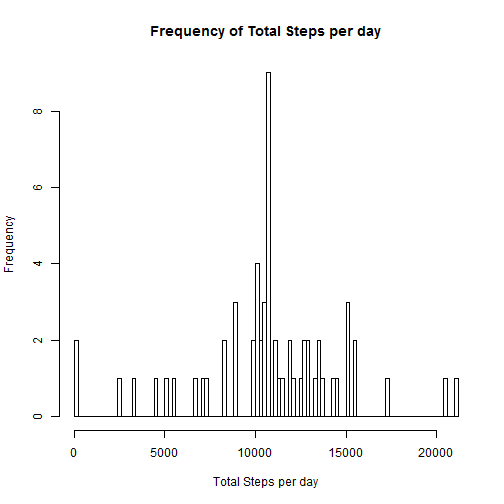 Frequency of Total Steps per day
Frequency
8
6
4
2
0
0 5000 10000 15000 20000
Total Steps per day